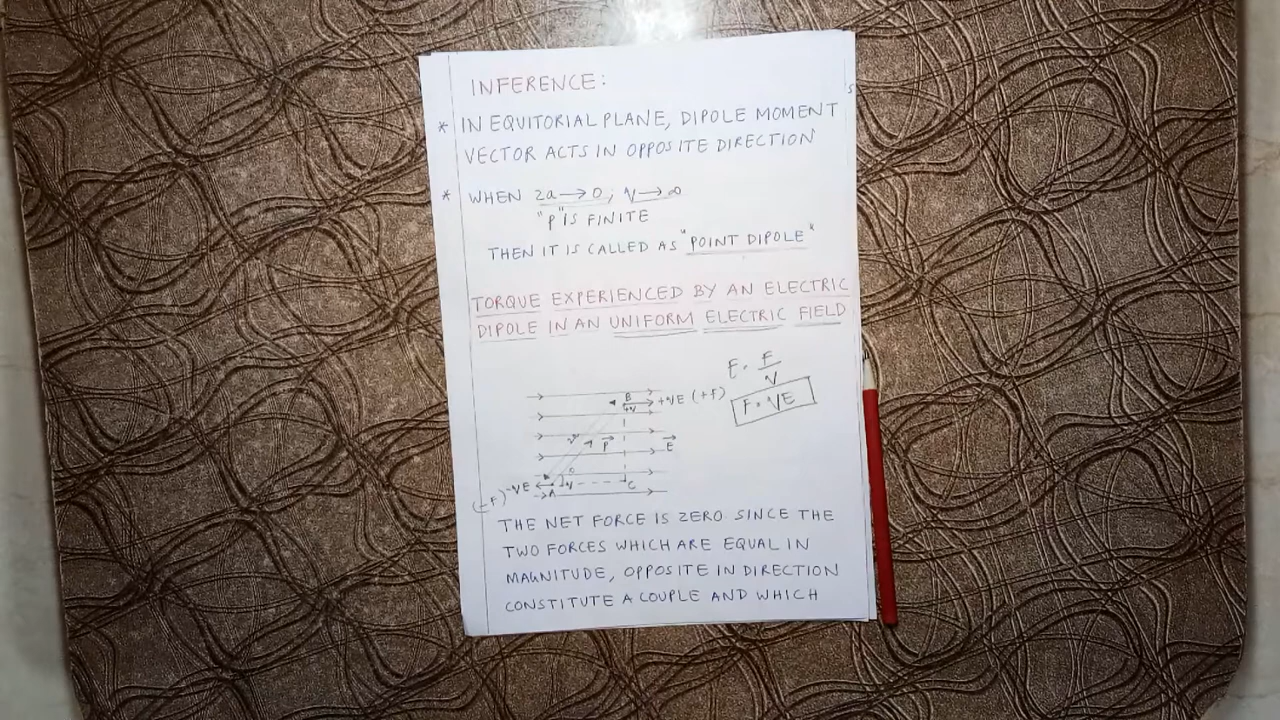 INFERENCE:
* IN EQUITORIAL PLANE, DIPOLE MOMENT
VECTOR ACTS IN OPPOSITE DIRECTION
* WHEN 2a→0; q→∞
"P" IS FINITE
THEN IT IS CALLED AS "POINT DIPOLE"
TORQUE EXPERIENCED BY AN ELECTRIC
DIPOLE IN AN UNIFORM ELECTRIC FIELD
E = F/q
F = qE
B
+q
+qE (+F)
P
E
-qE
(-F)
A
C
THE NET FORCE IS ZERO SINCE THE
TWO FORCES WHICH ARE EQUAL IN
MAGNITUDE, OPPOSITE IN DIRECTION
CONSTITUTE A COUPLE AND WHICH